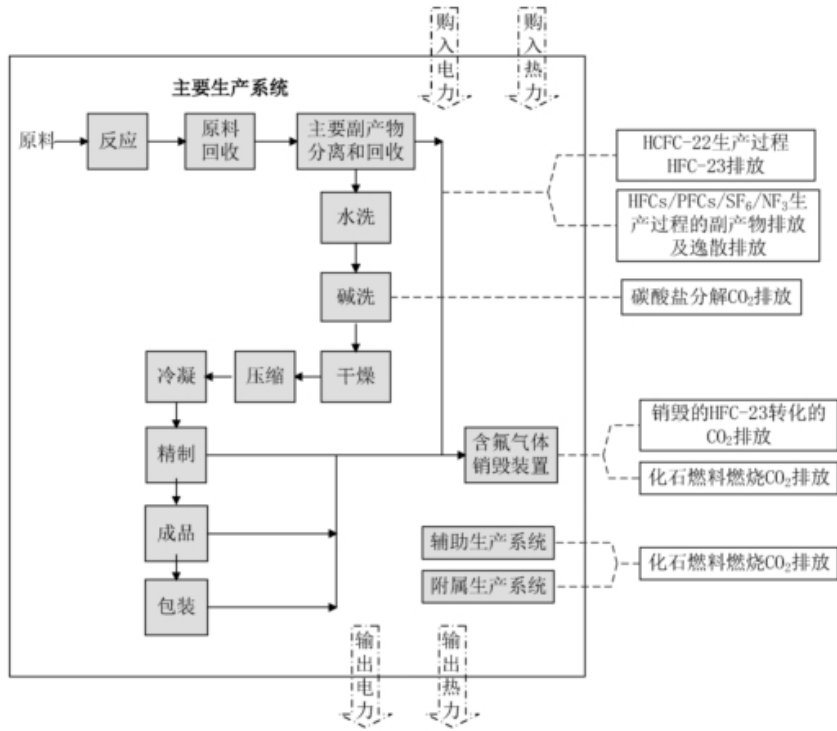 购入电力
购入热力
主要生产系统
原料
反应
原料
回收
主要副产物
分离和回收
HCFC-22生产过程
HFC-23排放
HFCs/PFCs/SF₆/NF₃生
产过程的副产物排放
及逸散排放
水洗
碱洗
碳酸盐分解CO₂排放
冷凝
压缩
干燥
精制
含氟气体
销毁装置
销毁的HFC-23转化的
CO₂排放
化石燃料燃烧CO₂排放
成品
辅助生产系统
附属生产系统
化石燃料燃烧CO₂排放
包装
输出电力
输出热力